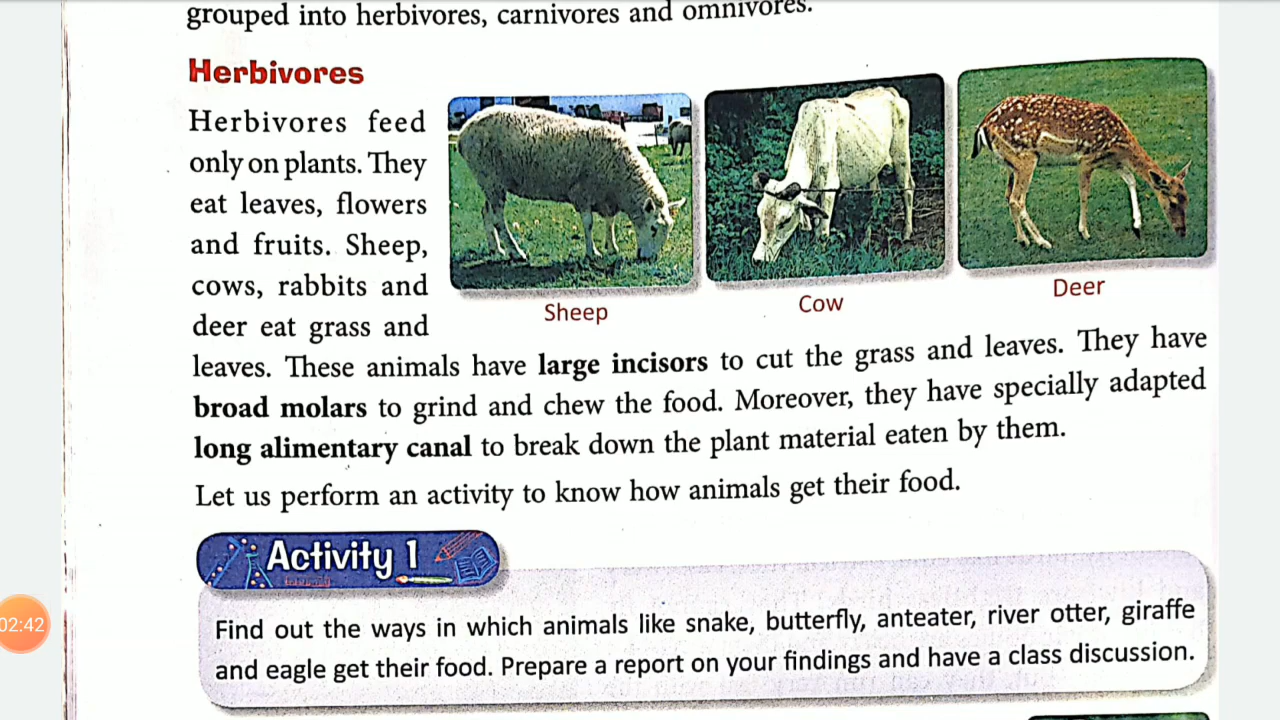 grouped into herbivores, carnivores and omnivores.
Herbivores
Herbivores feed
only on plants. They
eat leaves, flowers
and fruits. Sheep,
cows, rabbits and
deer eat grass and
Sheep
Cow
Deer
leaves. These animals have large incisors to cut the grass and leaves. They have
broad molars to grind and chew the food. Moreover, they have specially adapted
long alimentary canal to break down the plant material eaten by them.
Let us perform an activity to know how animals get their food.
Activity 1
Find out the ways in which animals like snake, butterfly, anteater, river otter, giraffe
and eagle get their food. Prepare a report on your findings and have a class discussion.
02:42